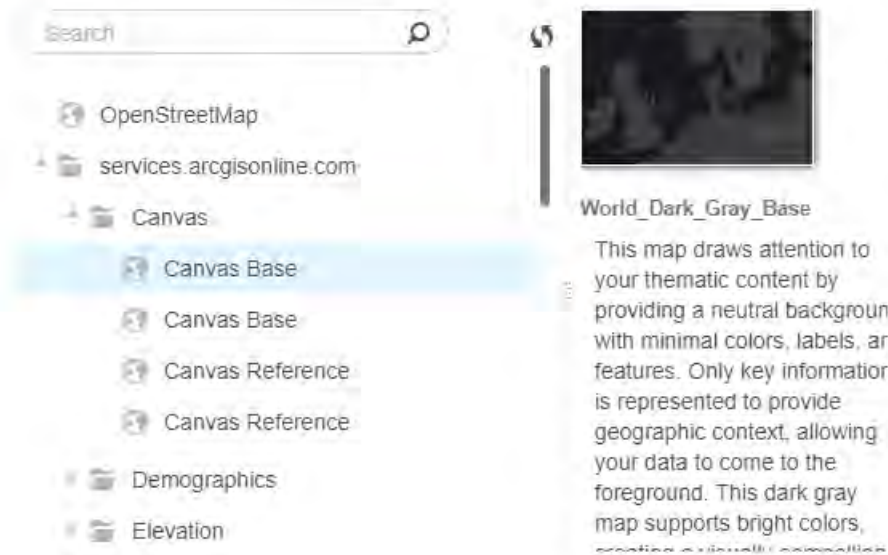 Search
OpenStreetMap
services.arcgisonline.com
Canvas
Canvas Base
Canvas Base
Canvas Reference
Canvas Reference
Demographics
Elevation
World_Dark_Gray_Base
This map draws attention to
your thematic content by
providing a neutral backgroun
with minimal colors, labels, an
features. Only key information
is represented to provide
geographic context, allowing
your data to come to the
foreground. This dark gray
map supports bright colors,